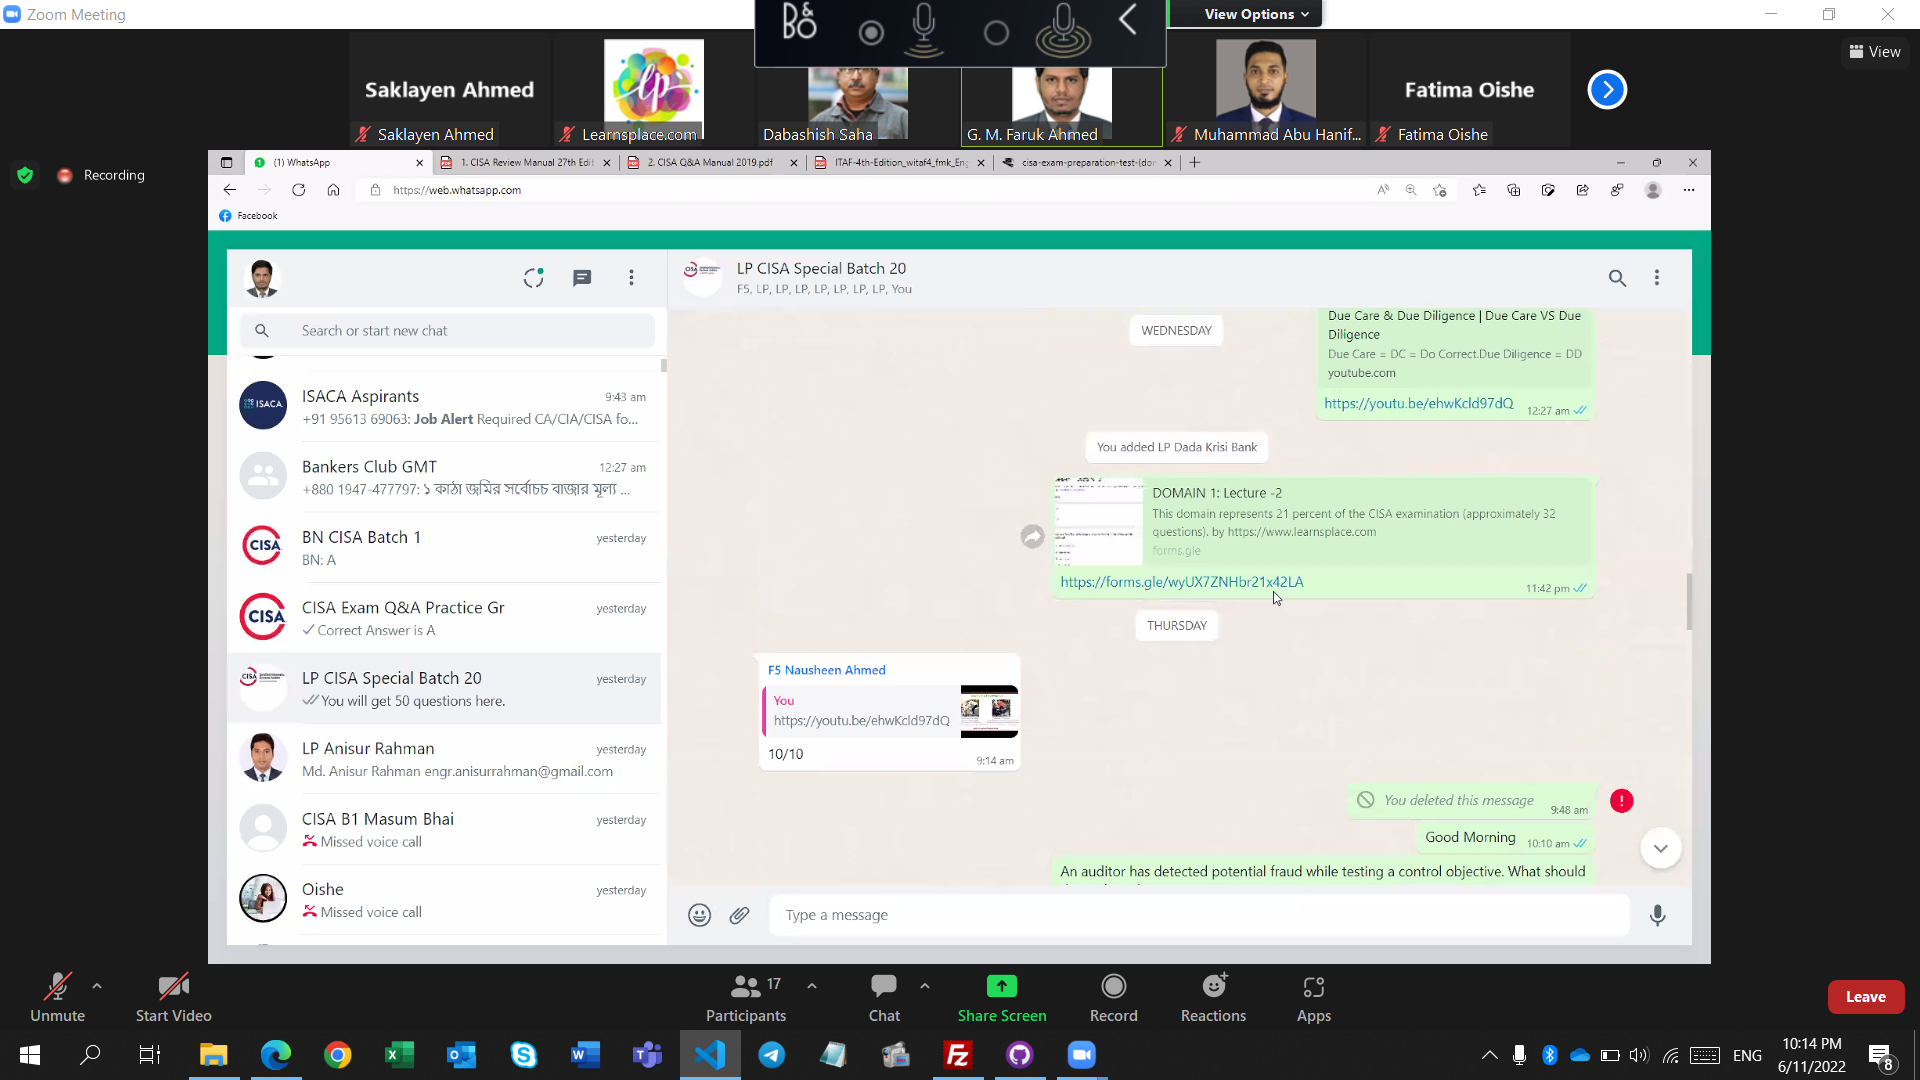 Zoom Meeting
B&O
View Options
View
Saklayen Ahmed
Fatima Oishe
lp
Saklayen Ahmed
Learnsplace.com
Dabashish Saha
G. M. Faruk Ahmed
Muhammad Abu Hanif...
Fatima Oishe
Recording
(1) WhatsApp
1. CISA Review Manual 27th Edit
2. CISA Q&A Manual 2019.pdf
ITAF-4th-Edition_witaf4_fmk_Eng
cisa-exam-preparation-test-(dor
https://web.whatsapp.com
Facebook
LP CISA Special Batch 20
F5, LP, LP, LP, LP, LP, LP, LP, You
Search or start new chat
ISACA Aspirants
9:43 am
+91 95613 69063: Job Alert Required CA/CIA/CISA fo...
Bankers Club GMT
12:27 am
+880 1947-477797: ১ কাঠা জমির সর্বোচচ বাজার মূল্য ...
BN CISA Batch 1
yesterday
BN: A
CISA Exam Q&A Practice Gr
yesterday
Correct Answer is A
LP CISA Special Batch 20
yesterday
You will get 50 questions here.
LP Anisur Rahman
yesterday
Md. Anisur Rahman engr.anisurrahman@gmail.com
CISA B1 Masum Bhai
yesterday
Missed voice call
Oishe
yesterday
Missed voice call
WEDNESDAY
Due Care & Due Diligence | Due Care VS Due
Diligence
Due Care = DC = Do Correct.Due Diligence = DD
youtube.com
https://youtu.be/ehwKcld97dQ
12:27 am
You added LP Dada Krisi Bank
DOMAIN 1: Lecture -2
This domain represents 21 percent of the CISA examination (approximately 32
questions). by https://www.learnsplace.com
forms.gle
https://forms.gle/wyUX7ZNHbr21x42LA
11:42 pm
THURSDAY
F5 Nausheen Ahmed
You
https://youtu.be/ehwKcld97dQ
10/10
9:14 am
You deleted this message
9:48 am
Good Morning
10:10 am
An auditor has detected potential fraud while testing a control objective. What should
Type a message
Unmute
Start Video
17
Participants
Chat
Share Screen
Record
Reactions
Apps
Leave
ENG
10:14 PM
6/11/2022
8